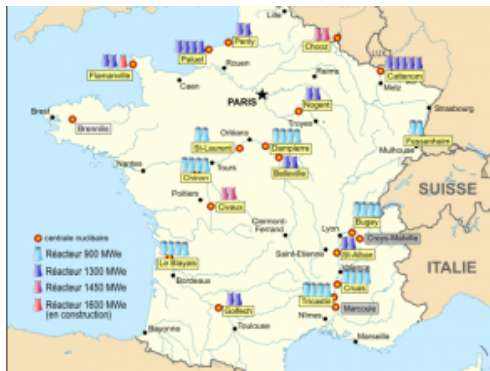 Lille
Penly
Chooz
Paluel
Flamanville
Rouen
LUX.
Cattenom
Caen
Reims
Metz
PARIS
Nogent
Strasbourg
Brest
Brennilis
Troyes
Fessenheim
Orléans
St-Laurent
Dampierre
Mulhouse
Nantes
Tours
Chinon
Belleville
SUISSE
Poitiers
Civaux
Bugey
Clermont-
Ferrand
Lyon
Creys-Malville
centrale nucléaire
Saint-Etienne
St-Alban
Réacteur 900 MWe
Le Blayais
ITALIE
Réacteur 1300 MWe
Bordeaux
Cruas
Réacteur 1450 MWe
Tricastin
Réacteur 1600 MWe
(en construction)
Golfech
Marcoule
Nîmes
Bayonne
Toulouse
Marseille